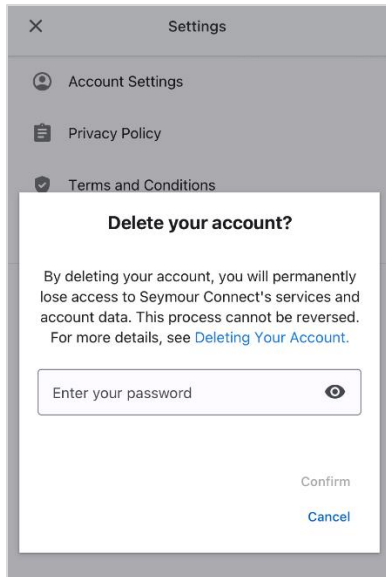 Settings
Account Settings
Privacy Policy
Terms and Conditions
Delete your account?
By deleting your account, you will permanently
lose access to Seymour Connect's services and
account data. This process cannot be reversed.
For more details, see Deleting Your Account.
Enter your password
Confirm
Cancel